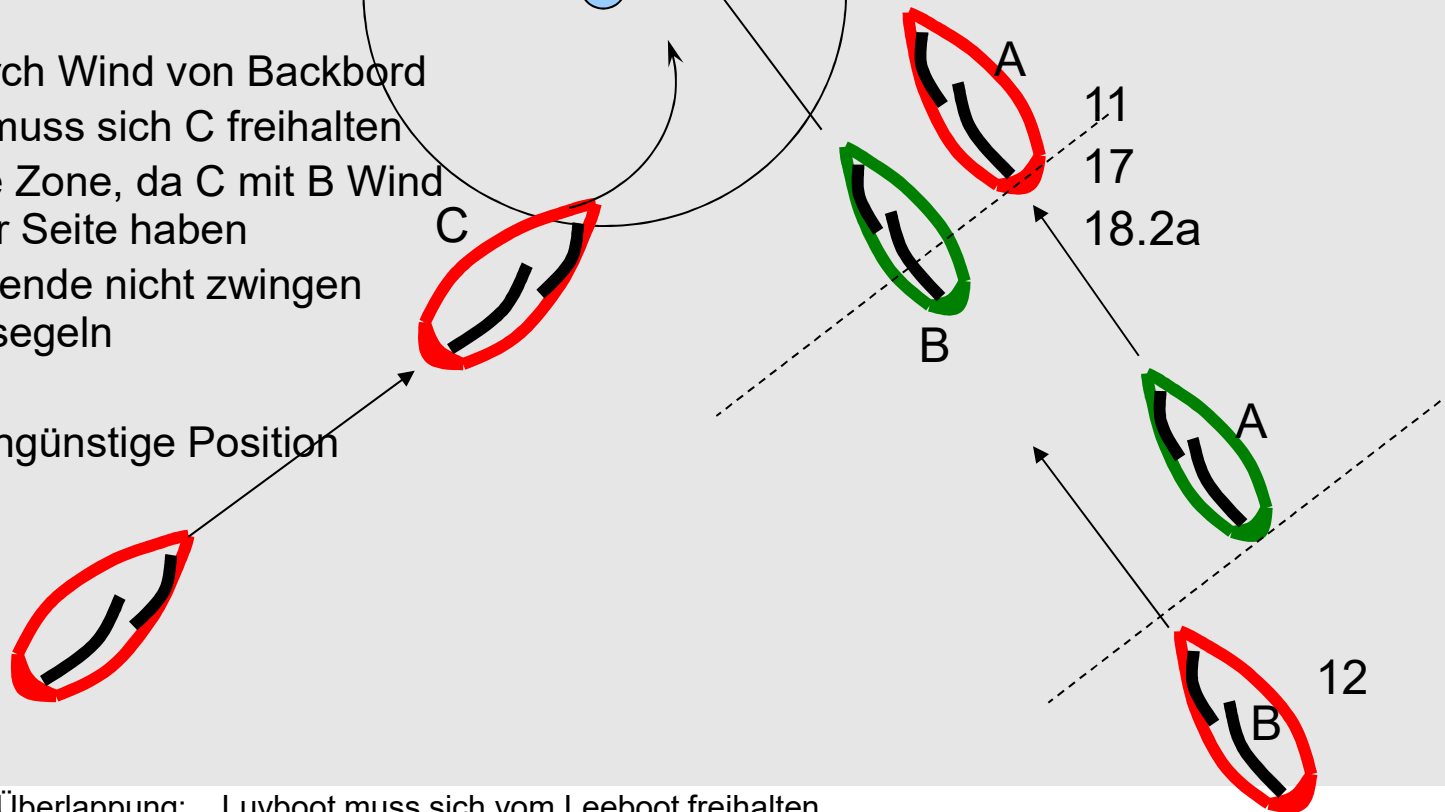 ch Wind von Backbord
muss sich C freihalten
Zone, da C mit B Wind
r Seite haben
ende nicht zwingen
segeln
ngünstige Position
C
A
11
17
18.2a
B
A
12
B
Überlappung: Luvboot muss sich vom Leeboot freihalten